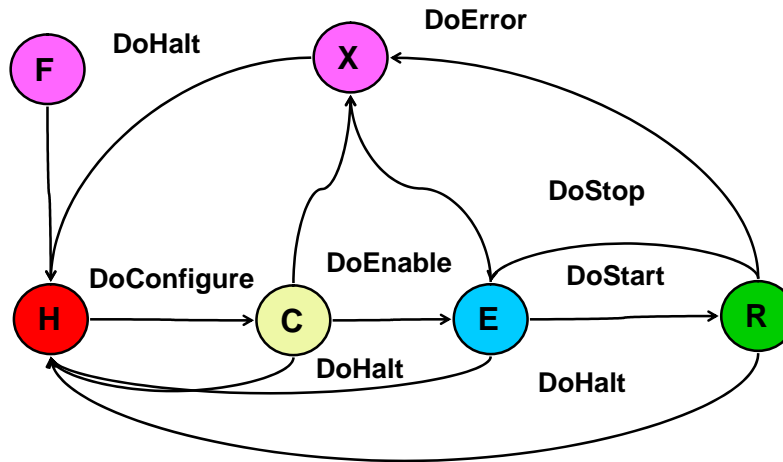 DoError
DoHalt
X
F
DoStop
DoEnable
DoStart
DoConfigure
H
C
E
R
DoHalt
DoHalt